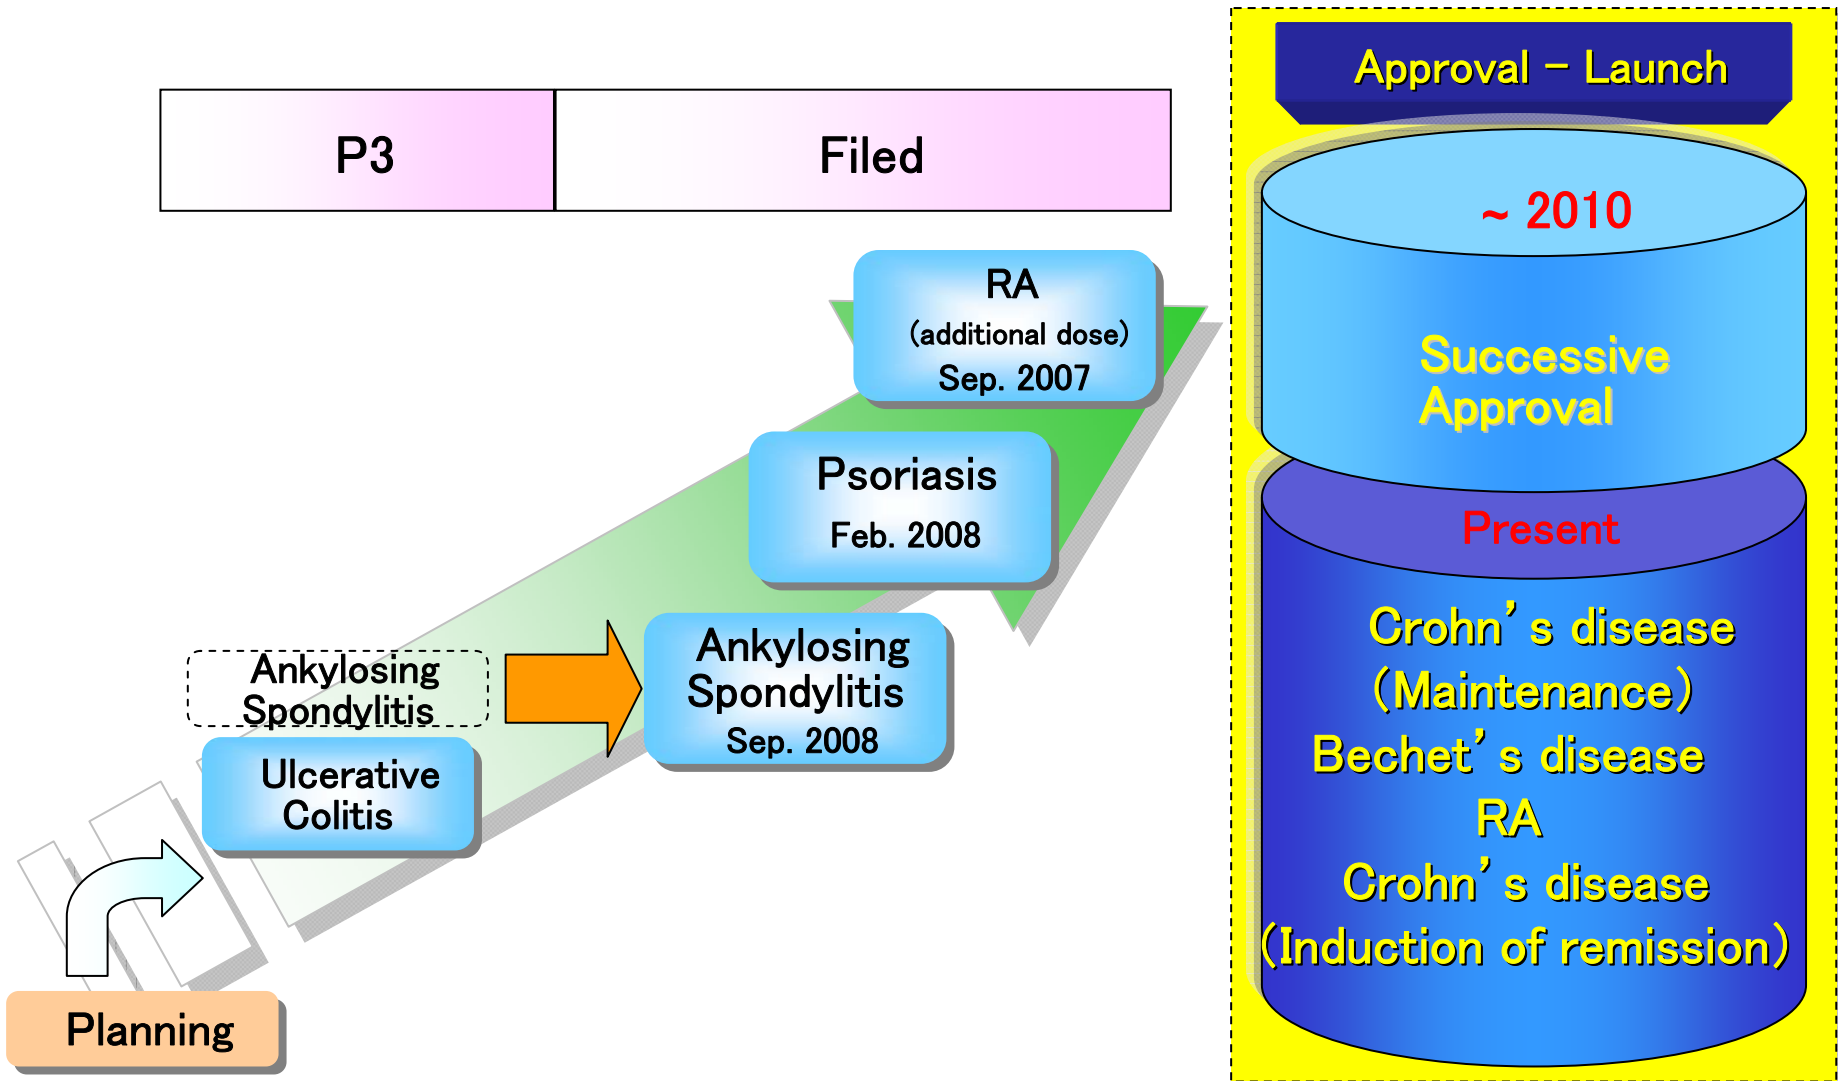 P3
Filed
RA
(additional dose)
Sep. 2007
Psoriasis
Feb. 2008
Ankylosing
Spondylitis
Ankylosing
Spondylitis
Sep. 2008
Ulcerative
Colitis
Planning
Approval - Launch
~ 2010
Successive
Approval
Present
Crohn's disease
(Maintenance)
Bechet's disease
RA
Crohn's disease
(Induction of remission)